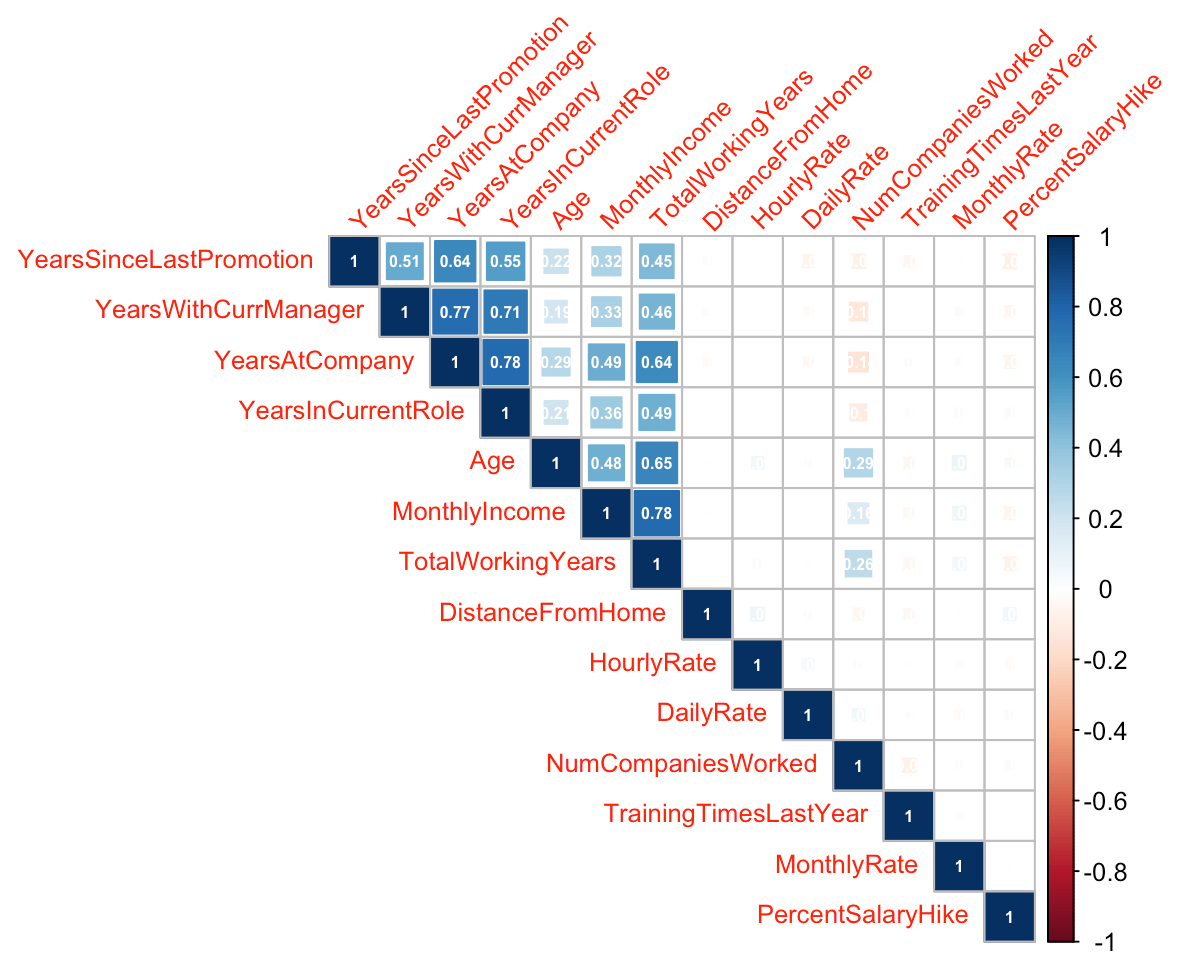 YearsSinceLastPromotion
YearsWithCurrManager
YearsAtCompany
YearsInCurrentRole
Age
MonthlyIncome
TotalWorkingYears
DistanceFromHome
HourlyRate
DailyRate
NumCompaniesWorked
TrainingTimesLastYear
MonthlyRate
PercentSalaryHike
YearsSinceLastPromotion 1 0.51 0.64 0.55 0.22 0.32 0.45
YearsWithCurrManager 1 0.77 0.71 0.19 0.33 0.46
YearsAtCompany 1 0.78 0.29 0.49 0.64
YearsInCurrentRole 1 0.21 0.36 0.49
Age 1 0.48 0.65 0.29
MonthlyIncome 1 0.78 0.16
TotalWorkingYears 1 0.26
DistanceFromHome 1
HourlyRate 1
DailyRate 1
NumCompaniesWorked 1
TrainingTimesLastYear 1
MonthlyRate 1
PercentSalaryHike 1
1
0.8
0.6
0.4
0.2
0
-0.2
-0.4
-0.6
-0.8
-1